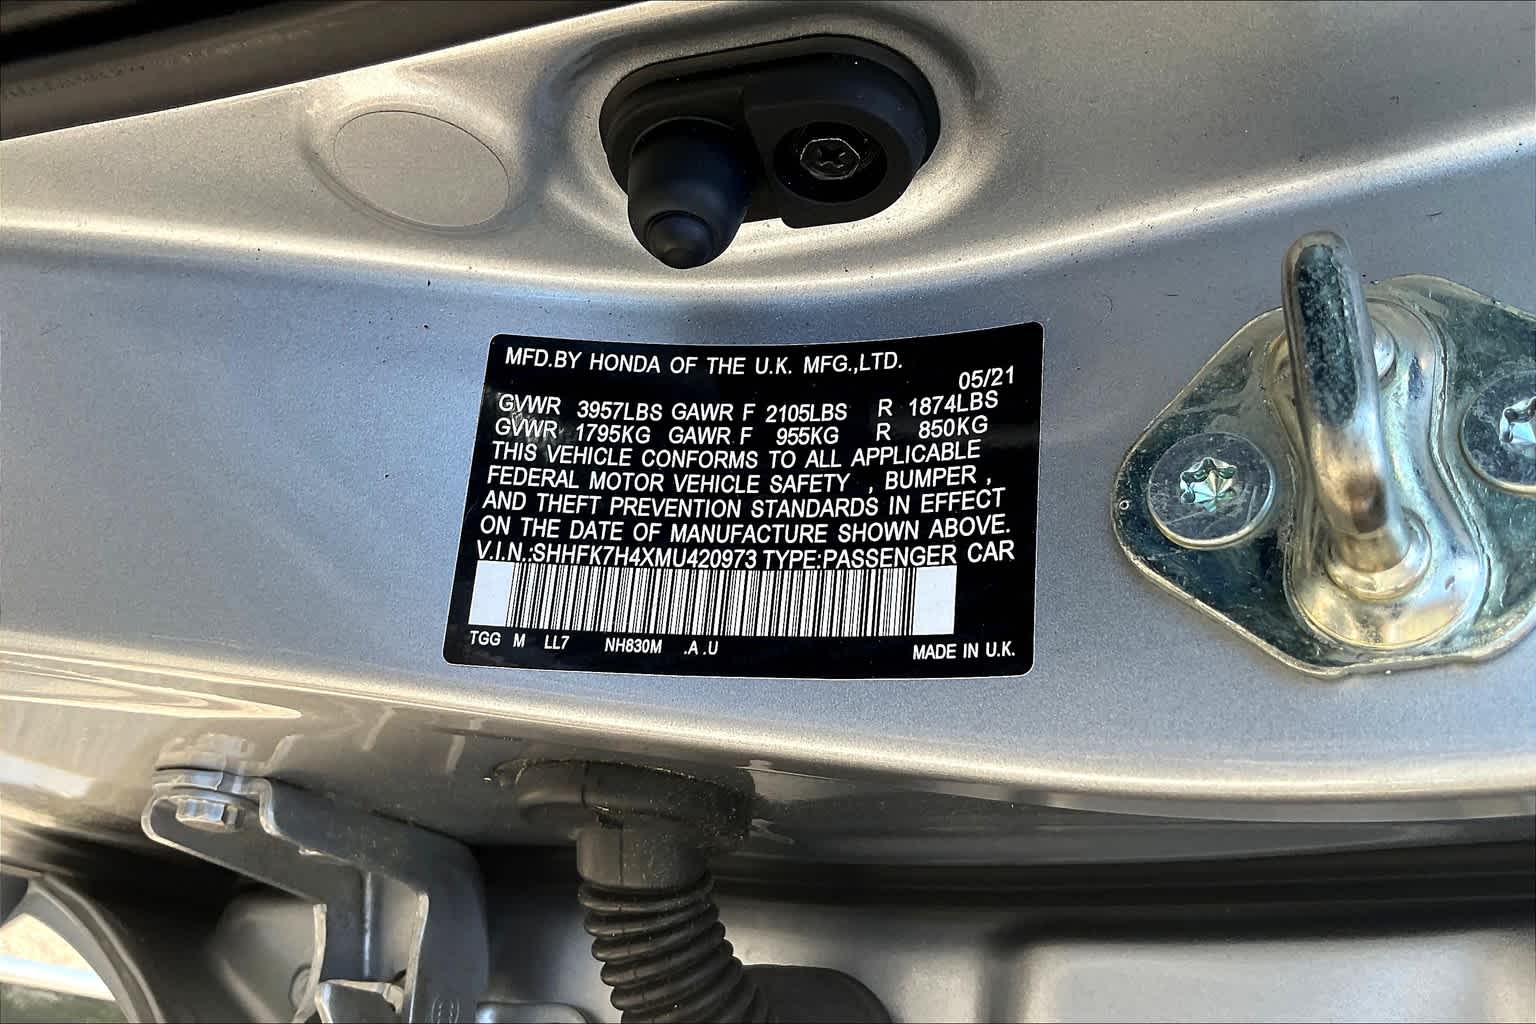 MFD.BY HONDA OF THE U.K. MFG.,LTD.
05/21
GVWR 3957LBS GAWR F 2105LBS R 1874LBS
GVWR 1795KG GAWR F 955KG R 850KG
THIS VEHICLE CONFORMS TO ALL APPLICABLE
FEDERAL MOTOR VEHICLE SAFETY , BUMPER ,
AND THEFT PREVENTION STANDARDS IN EFFECT
ON THE DATE OF MANUFACTURE SHOWN ABOVE.
V.I.N.:SHHFK7H4XMU420973 TYPE:PASSENGER CAR
TGG M LL7 NH830M .A .U MADE IN U.K.